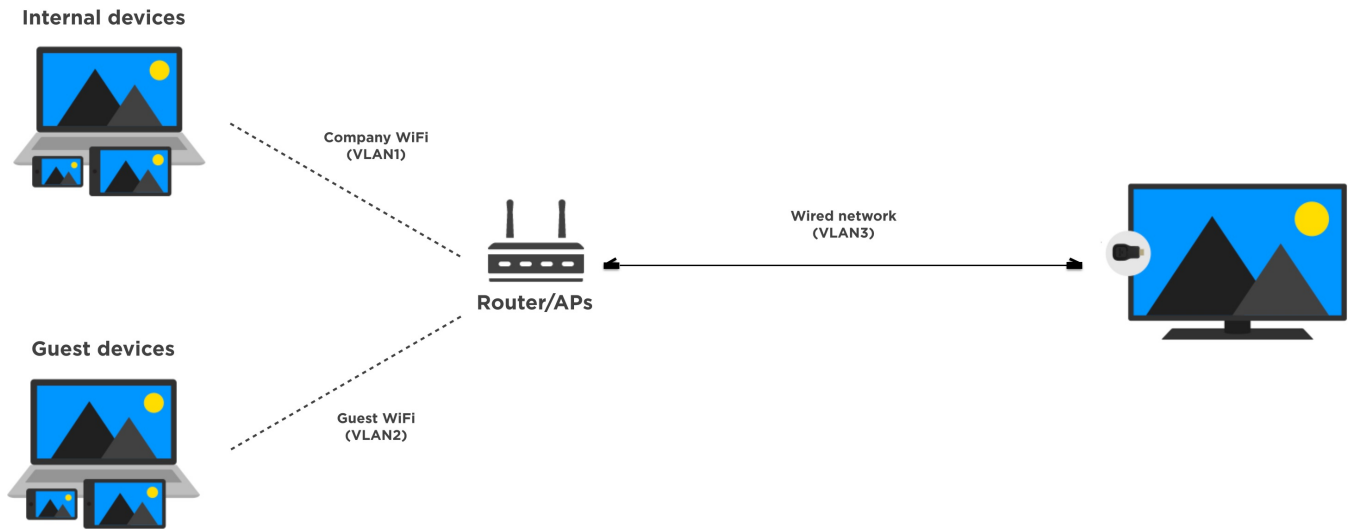 Internal devices
Company WiFi
(VLAN1)
Wired network
(VLAN3)
Router/APs
Guest devices
Guest WiFi
(VLAN2)